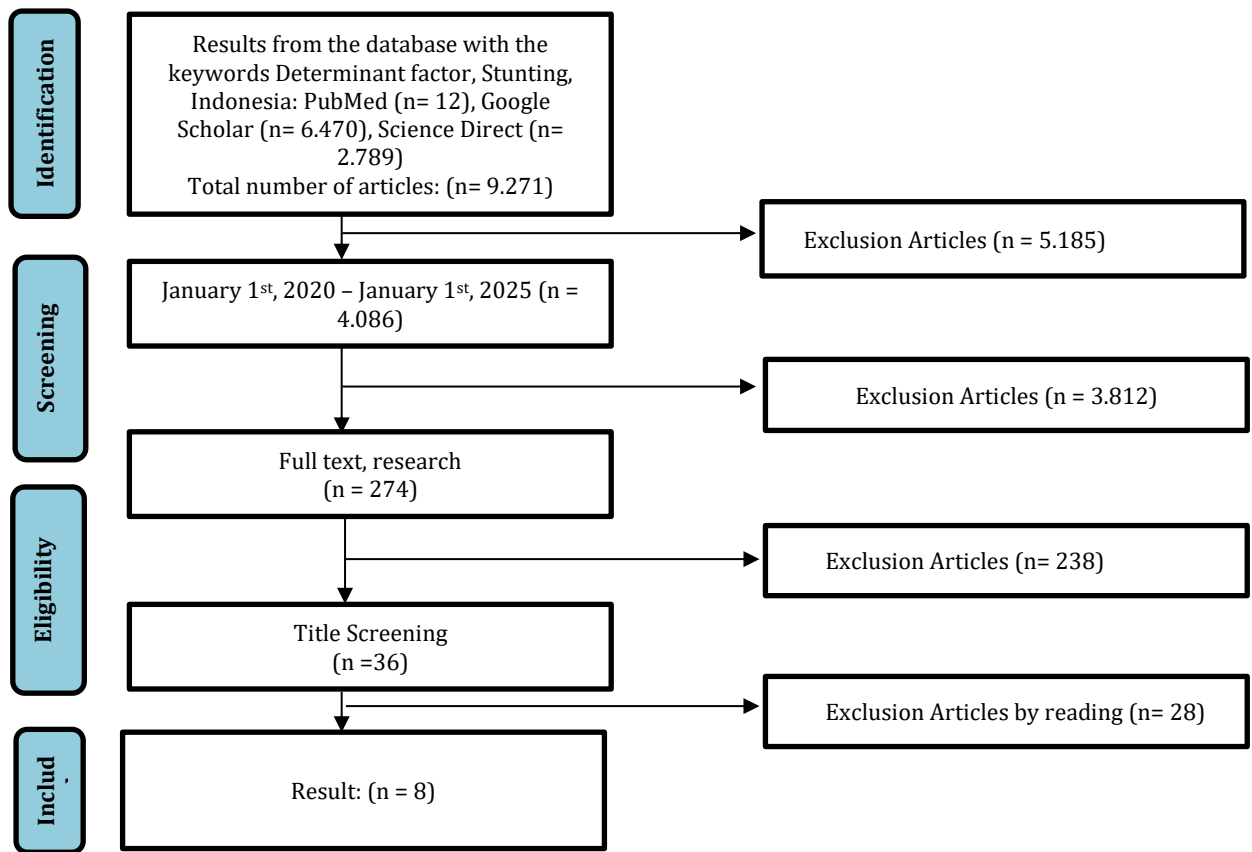 Identification
Results from the database with the
keywords Determinant factor, Stunting,
Indonesia: PubMed (n= 12), Google
Scholar (n= 6.470), Science Direct (n=
2.789)
Total number of articles: (n= 9.271)
Exclusion Articles (n = 5.185)
Screening
January 1st, 2020 – January 1st, 2025 (n =
4.086)
Exclusion Articles (n = 3.812)
Full text, research
(n = 274)
Eligibility
Exclusion Articles (n= 238)
Title Screening
(n =36)
Exclusion Articles by reading (n= 28)
Includ
Result: (n = 8)